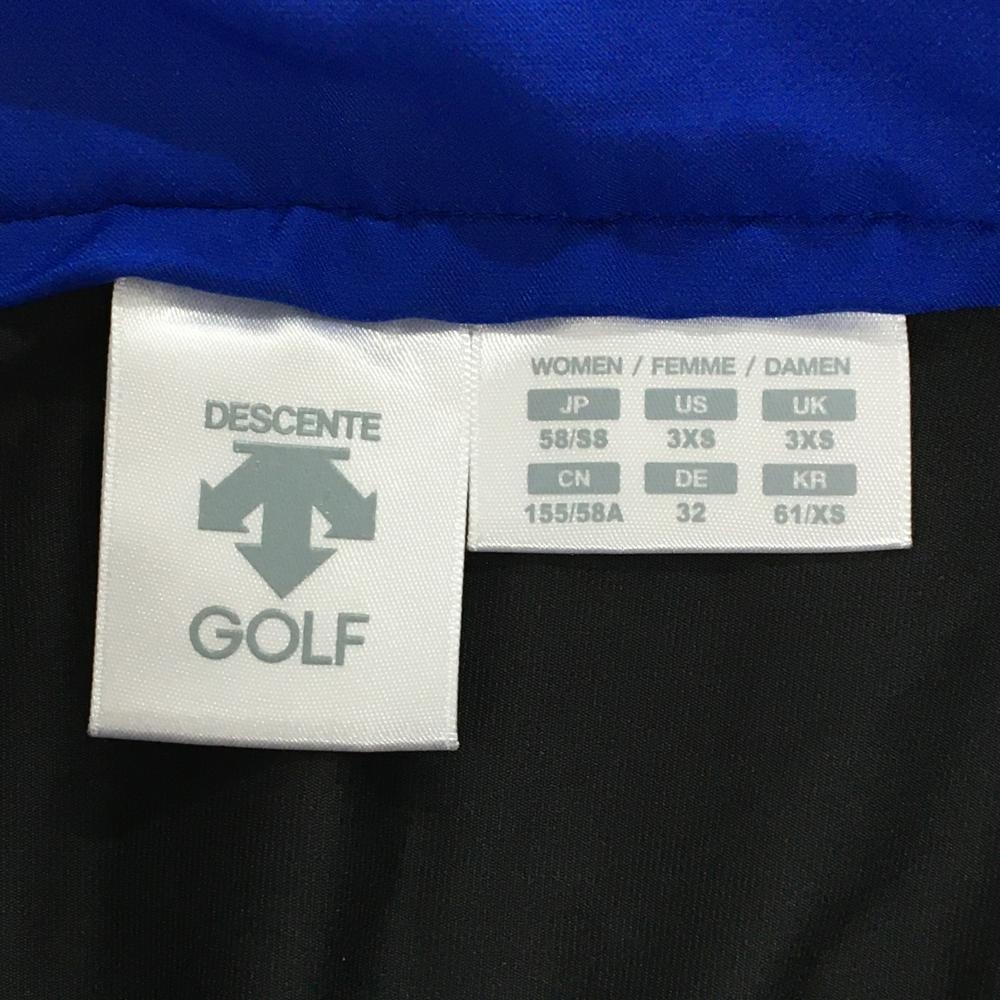 DESCENTE
GOLF
WOMEN / FEMME / DAMEN
JP US UK
58/SS 3XS 3XS
CN DE KR
155/58A 32 61/XS